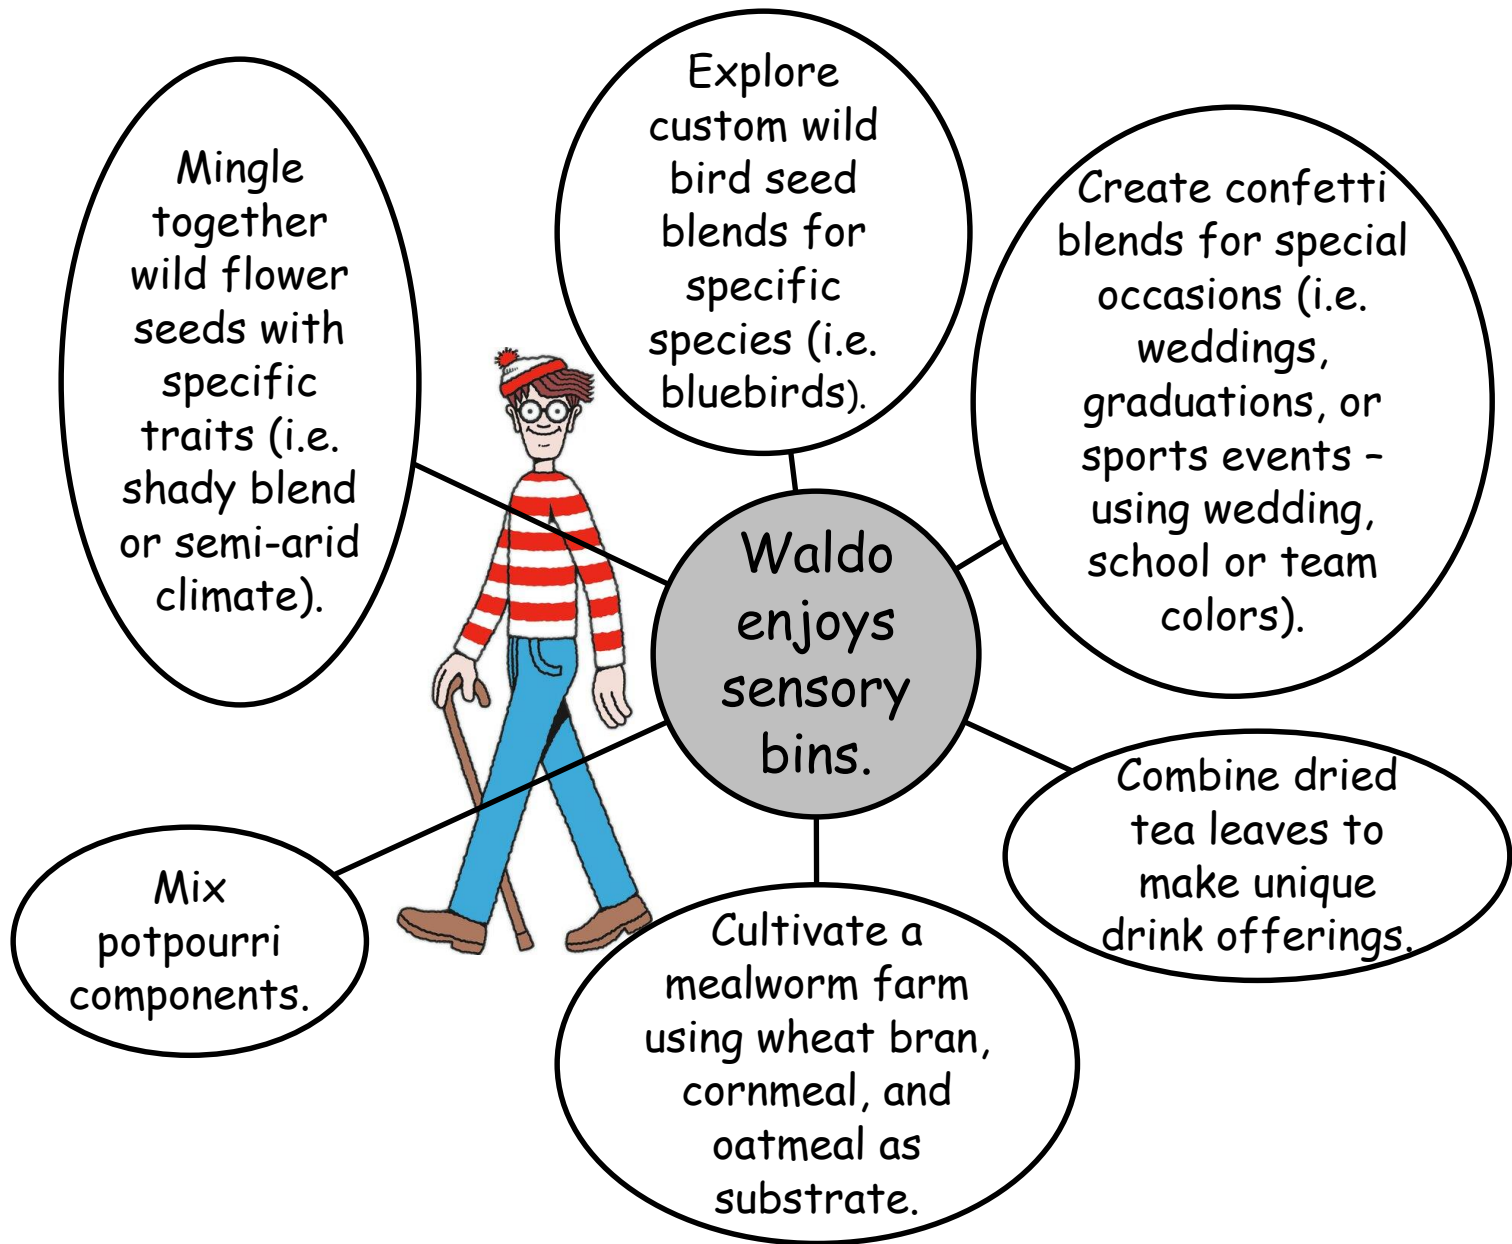 Mingle
together
wild flower
seeds with
specific
traits (i.e.
shady blend
or semi-arid
climate).
Explore
custom wild
bird seed
blends for
specific
species (i.e.
bluebirds).
Create confetti
blends for special
occasions (i.e.
weddings,
graduations, or
sports events –
using wedding,
school or team
colors).
Waldo
enjoys
sensory
bins.
Combine dried
tea leaves to
make unique
drink offerings.
Mix
potpourri
components.
Cultivate a
mealworm farm
using wheat bran,
cornmeal, and
oatmeal as
substrate.